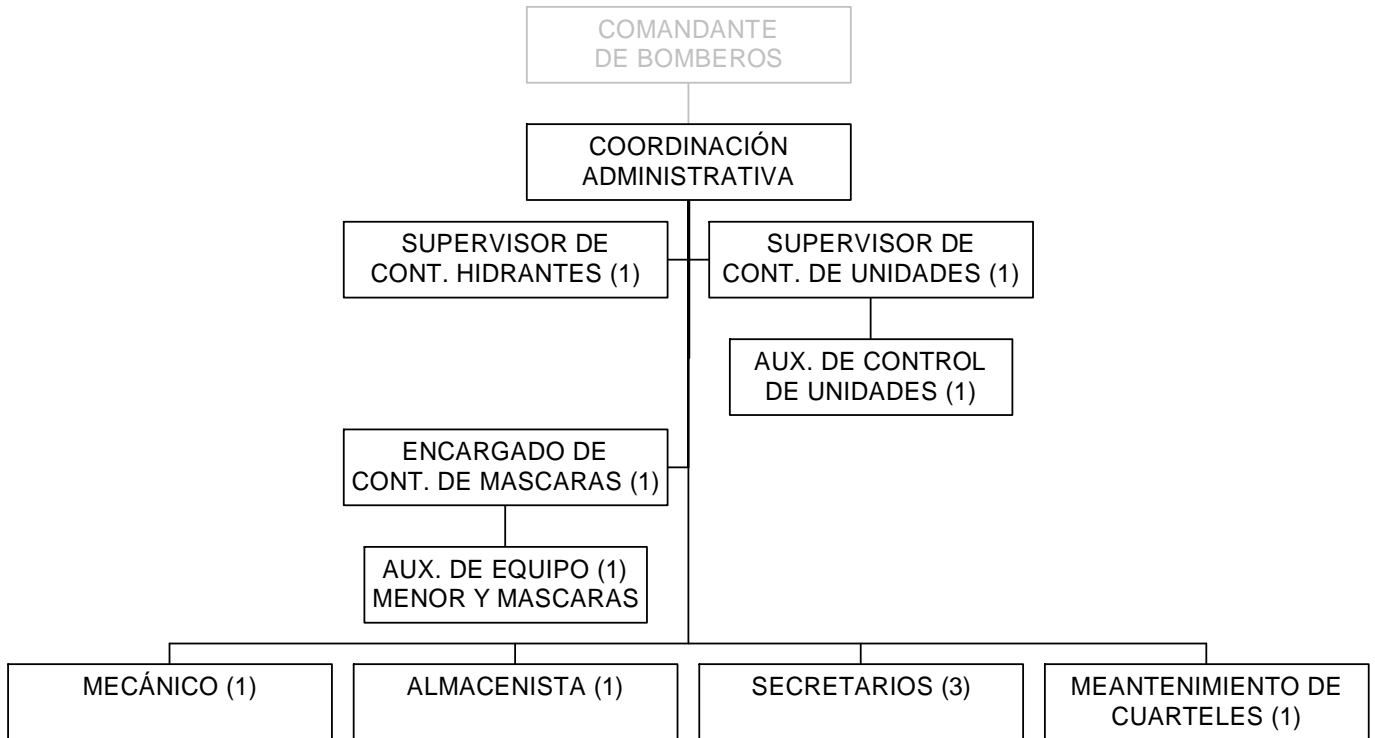 COMANDANTE
DE BOMBEROS
COORDINACIÓN
ADMINISTRATIVA
SUPERVISOR DE
CONT. HIDRANTES (1)
SUPERVISOR DE
CONT. DE UNIDADES (1)
AUX. DE CONTROL
DE UNIDADES (1)
ENCARGADO DE
CONT. DE MASCARAS (1)
AUX. DE EQUIPO (1)
MENOR Y MASCARAS
MECÁNICO (1)
ALMACENISTA (1)
SECRETARIOS (3)
MEANTENIMIENTO DE
CUARTELES (1)